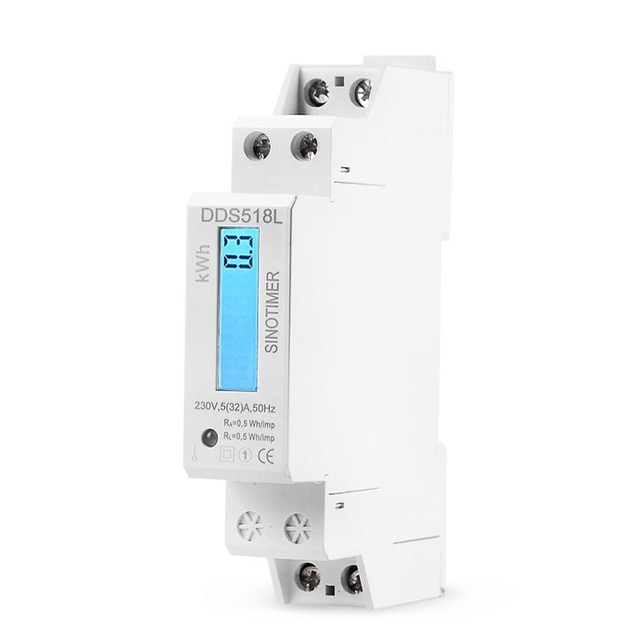 DDS518L
kWh
0.3
SINOTIMER
230V,5(32)A,50Hz
RA=0,5 Wh/imp
RL=0,5 Wh/imp
1 CE